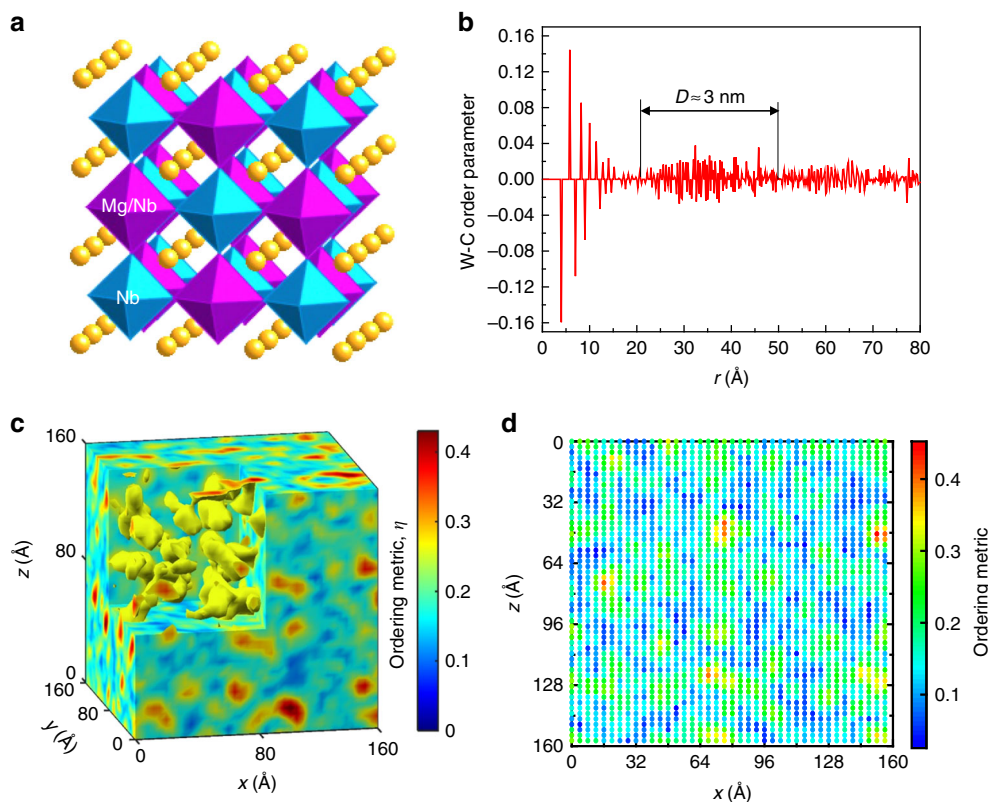 a
Mg/Nb
Nb
b
0.16
0.12
0.08
0.04
0.00
−0.04
−0.08
−0.12
−0.16
W-C order parameter
D≈3 nm
0 10 20 30 40 50 60 70 80
r (Å)
c
160
80
0
z (Å)
160
80
0
y (Å)
0 80 160
x (Å)
0.4
0.3
0.2
0.1
0
Ordering metric, η
d
0
32
64
96
128
160
z (Å)
0 32 64 96 128 160
x (Å)
0.4
0.3
0.2
0.1
Ordering metric